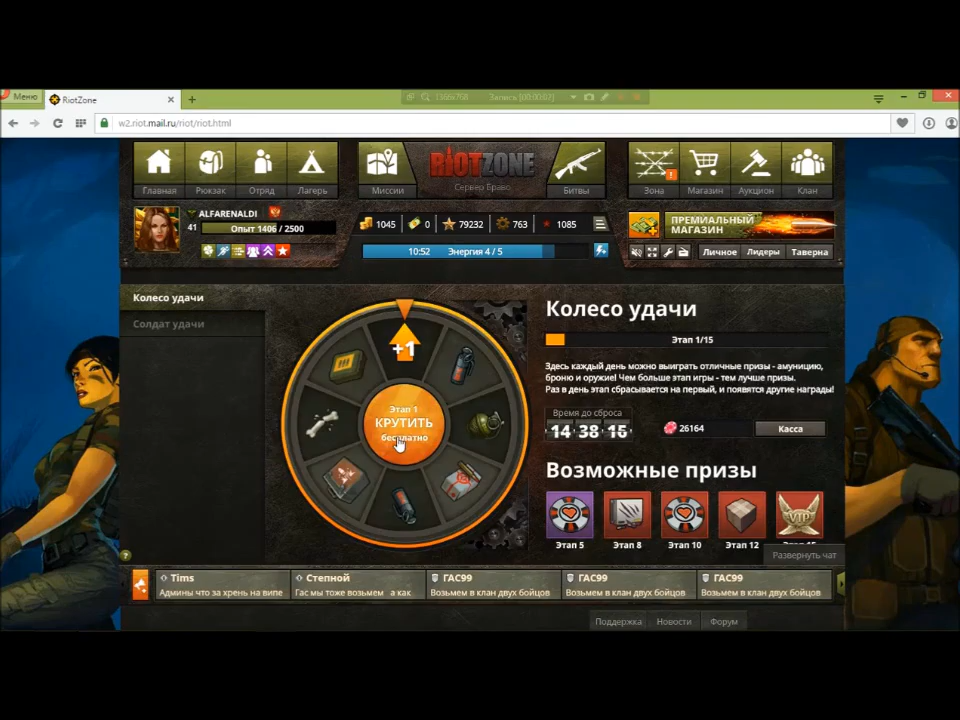 Меню
RiotZone
1366x768
Запись [00:00:07]
w2.riot.mail.ru/riot/riot.html
Главная
Рюкзак
Отряд
Лагерь
Миссии
RIOTZONE
Сервер Браво
Битвы
Зона
Магазин
Аукцион
Клан
ALFARENALDI
41
Опыт 1406 / 2500
1045
0
79232
763
1085
10:52
Энергия 4 / 5
ПРЕМИАЛЬНЫЙ
МАГАЗИН
Личное
Лидеры
Таверна
Колесо удачи
Солдат удачи
+1
Этап 1
КРУТИТЬ
бесплатно
Колесо удачи
Этап 1/15
Здесь каждый день можно выиграть отличные призы - амуницию,
броню и оружие! Чем больше этап игры - тем лучше призы.
Раз в день этап сбрасывается на первый, и появятся другие награды!
Время до сброса
14 38 15
26164
Касса
Возможные призы
VIP
Этап 5
Этап 8
Этап 10
Этап 12
Развернуть чат
Tims
Админы что за хрень на випе
Степной
Гас мы тоже возьмем а как
ГАС99
Возьмем в клан двух бойцов
ГАС99
Возьмем в клан двух бойцов
ГАС99
Возьмем в клан двух бойцов
Поддержка
Новости
Форум